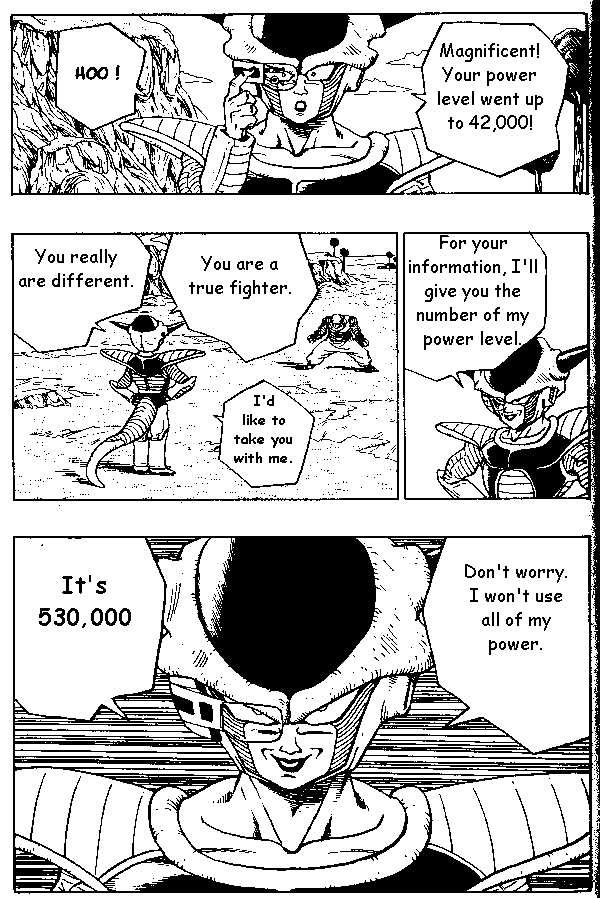 HOO !
Magnificent!
Your power
level went up
to 42,000!
You really
are different.
You are a
true fighter.
I'd
like to
take you
with me.
For your
information, I'll
give you the
number of my
power level.
It's
530,000
Don't worry.
I won't use
all of my
power.